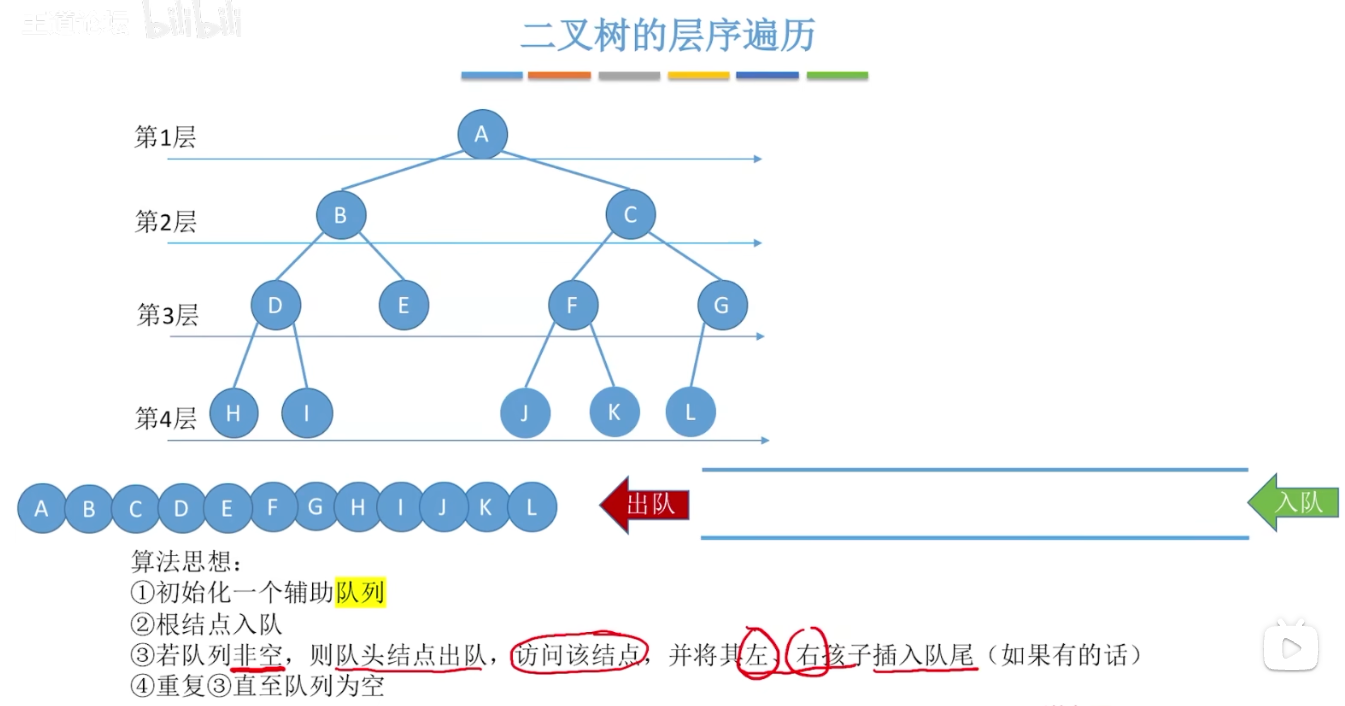 王道论坛 bilibili
二叉树的层序遍历
第1层
A
第2层
B C
第3层
D E F G
第4层
H I J K L
A B C D E F G H I J K L
出队
入队
算法思想：
①初始化一个辅助队列
②根结点入队
③若队列非空，则队头结点出队，访问该结点，并将其左、右孩子插入队尾（如果有的话）
④重复③直至队列为空